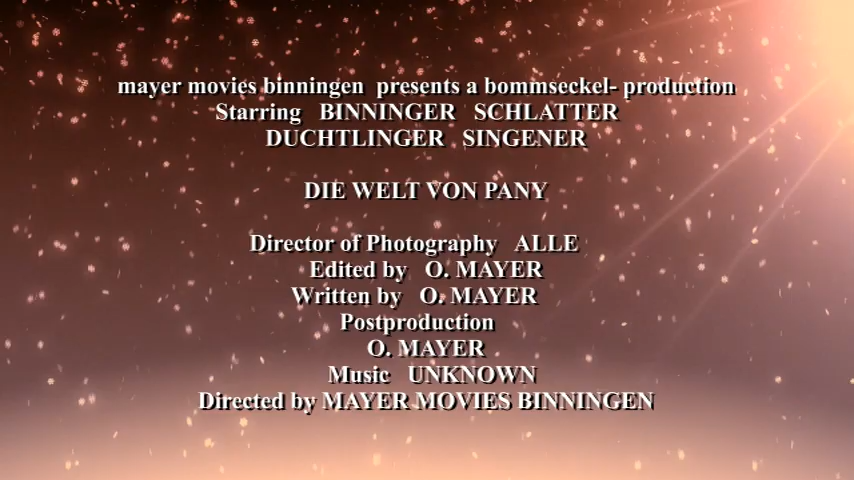 mayer movies binningen presents a bommseckel- production
Starring BINNINGER SCHLATTER
DUCHTLINGER SINGENER
DIE WELT VON PANY
Director of Photography ALLE
Edited by O. MAYER
Written by O. MAYER
Postproduction
O. MAYER
Music UNKNOWN
Directed by MAYER MOVIES BINNINGEN